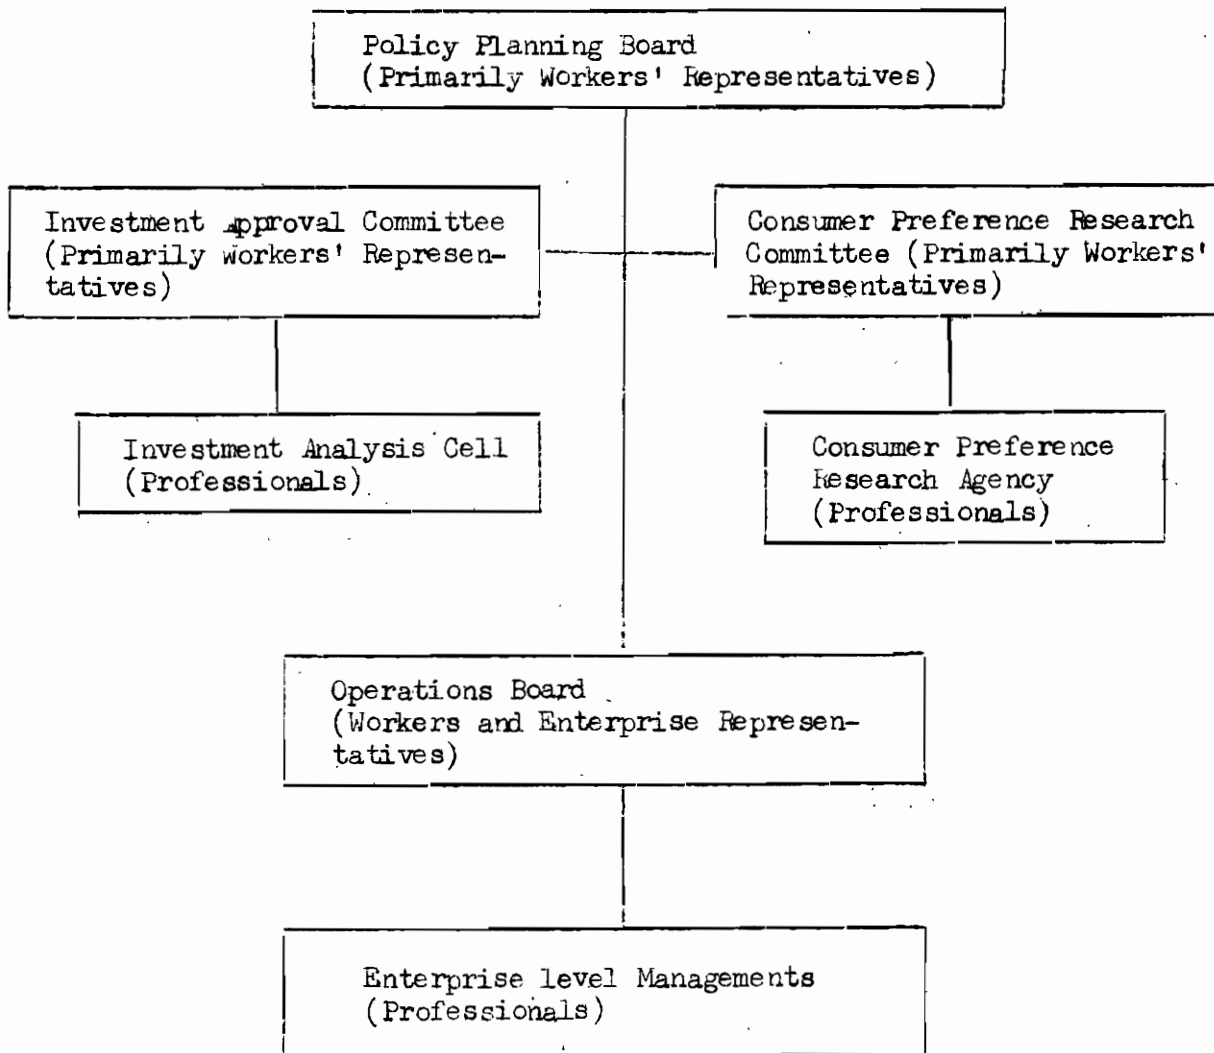 Policy Planning Board
(Primarily Workers' Representatives)
Investment Approval Committee
(Primarily Workers' Represen-
tatives)
Consumer Preference Research
Committee (Primarily Workers'
Representatives)
Investment Analysis Cell
(Professionals)
Consumer Preference
Research Agency
(Professionals)
Operations Board
(Workers and Enterprise Represen-
tatives)
Enterprise level Managements
(Professionals)